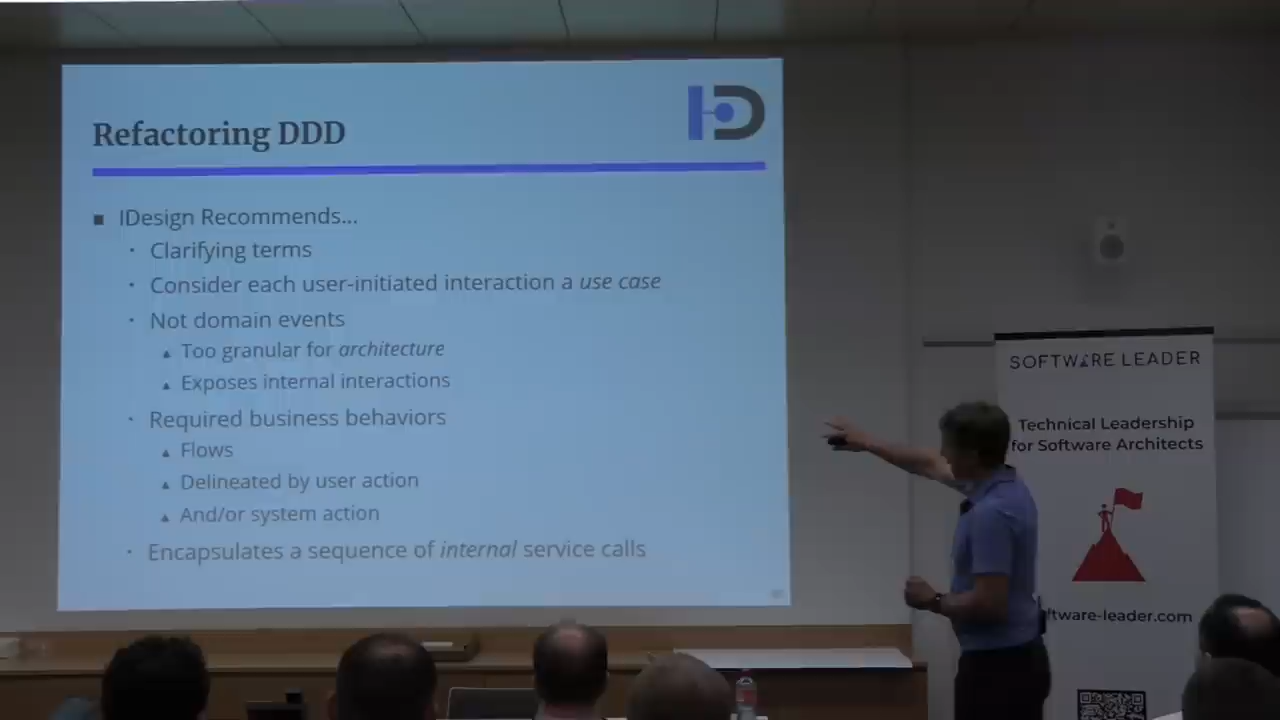 Refactoring DDD
ID
■ IDesign Recommends...
· Clarifying terms
· Consider each user-initiated interaction a use case
· Not domain events
▲ Too granular for architecture
▲ Exposes internal interactions
· Required business behaviors
▲ Flows
▲ Delineated by user action
▲ And/or system action
· Encapsulates a sequence of internal service calls
SOFTWARE LEADER
Technical Leadership
for Software Architects
ftware-leader.com